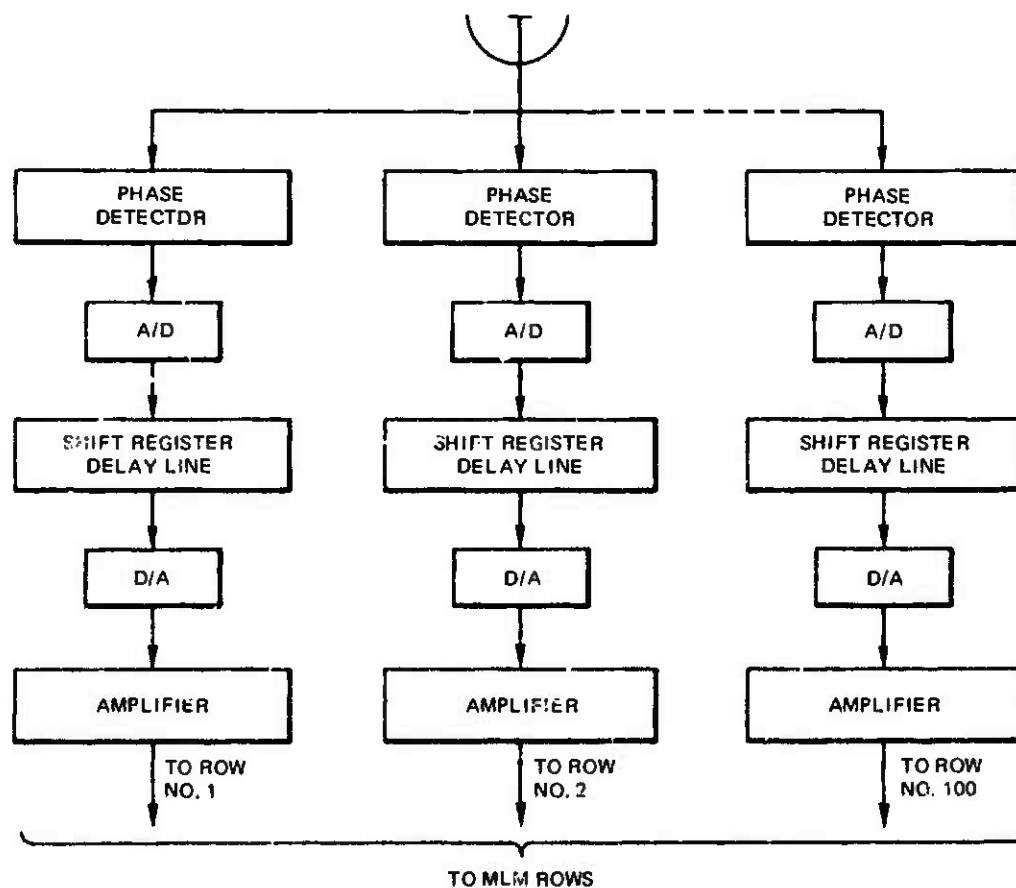 PHASE DETECTOR
PHASE DETECTOR
PHASE DETECTOR
A/D
A/D
A/D
SHIFT REGISTER DELAY LINE
SHIFT REGISTER DELAY LINE
SHIFT REGISTER DELAY LINE
D/A
D/A
D/A
AMPLIFIER
AMPLIFIER
AMPLIFIER
TO ROW NO. 1
TO ROW NO. 2
TO ROW NO. 100
TO MLM ROWS